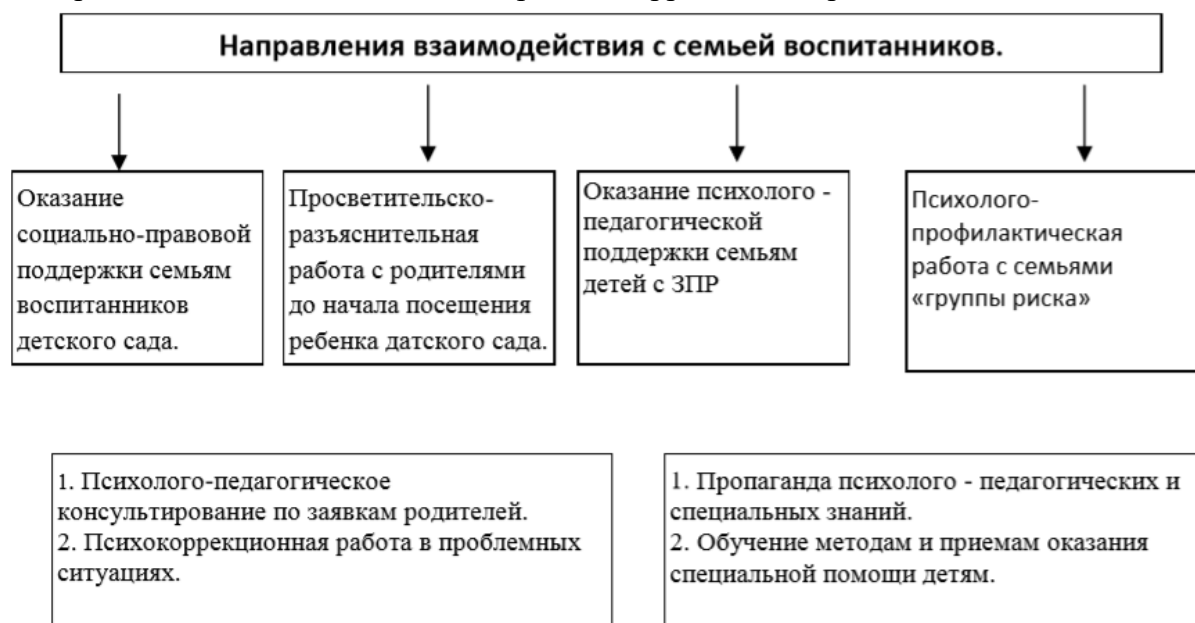 Направления взаимодействия с семьей воспитанников.
Оказание
социально-правовой
поддержки семьям
воспитанников
детского сада.
Просветительско-
разъяснительная
работа с родителями
до начала посещения
ребенка датского сада.
Оказание психолого -
педагогической
поддержки семьям
детей с ЗПР
Психолого-
профилактическая
работа с семьями
«группы риска»
1. Психолого-педагогическое
консультирование по заявкам родителей.
2. Психокоррекционная работа в проблемных
ситуациях.
1. Пропаганда психолого - педагогических и
специальных знаний.
2. Обучение методам и приемам оказания
специальной помощи детям.